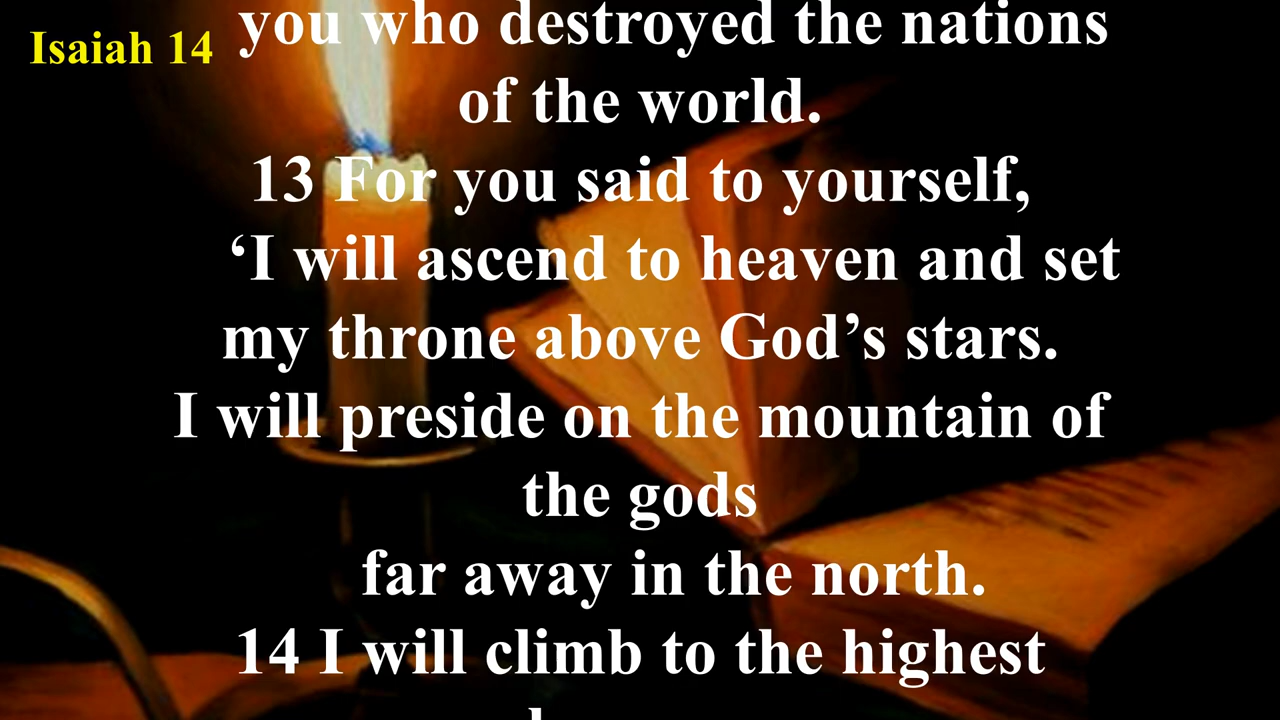 Isaiah 14
you who destroyed the nations
of the world.
13 For you said to yourself,
‘I will ascend to heaven and set
my throne above God’s stars.
I will preside on the mountain of
the gods
far away in the north.
14 I will climb to the highest